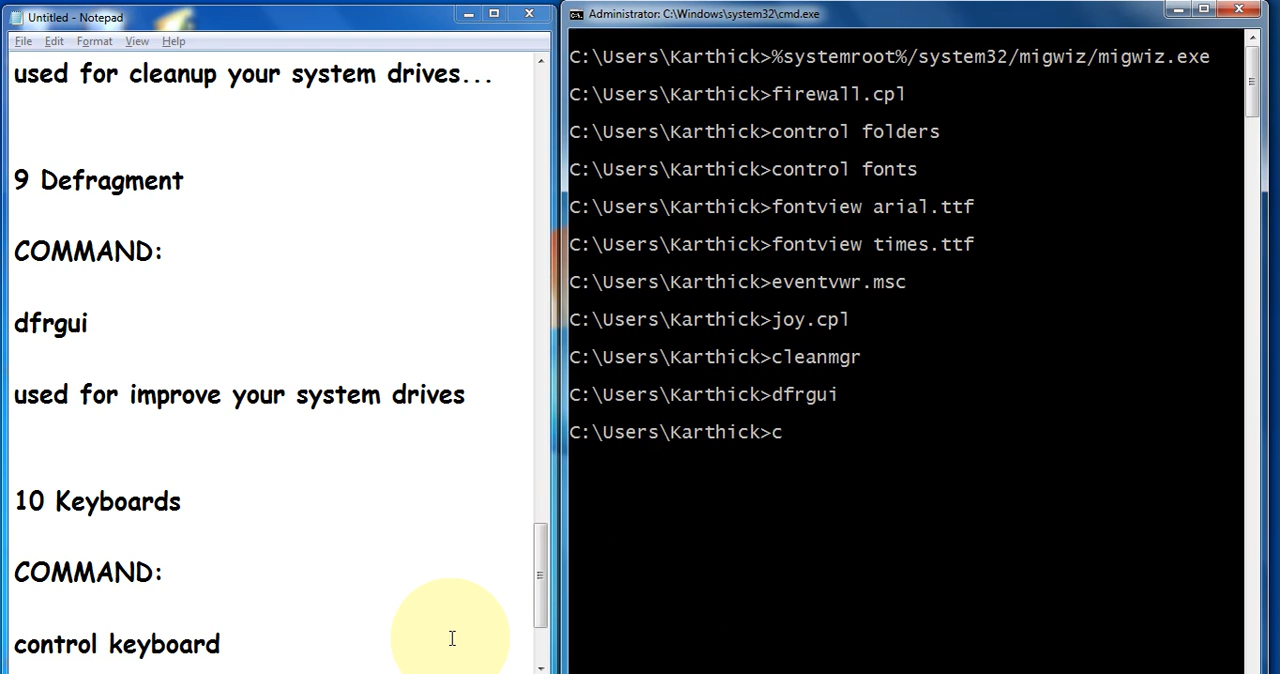 Untitled - Notepad
File Edit Format View Help
used for cleanup your system drives...
9 Defragment
COMMAND:
dfrgui
used for improve your system drives
10 Keyboards
COMMAND:
control keyboard
Administrator: C:\Windows\system32\cmd.exe
C:\Users\Karthick>%systemroot%/system32/migwiz/migwiz.exe
C:\Users\Karthick>firewall.cpl
C:\Users\Karthick>control folders
C:\Users\Karthick>control fonts
C:\Users\Karthick>fontview arial.ttf
C:\Users\Karthick>fontview times.ttf
C:\Users\Karthick>eventvwr.msc
C:\Users\Karthick>joy.cpl
C:\Users\Karthick>cleanmgr
C:\Users\Karthick>dfrgui
C:\Users\Karthick>c